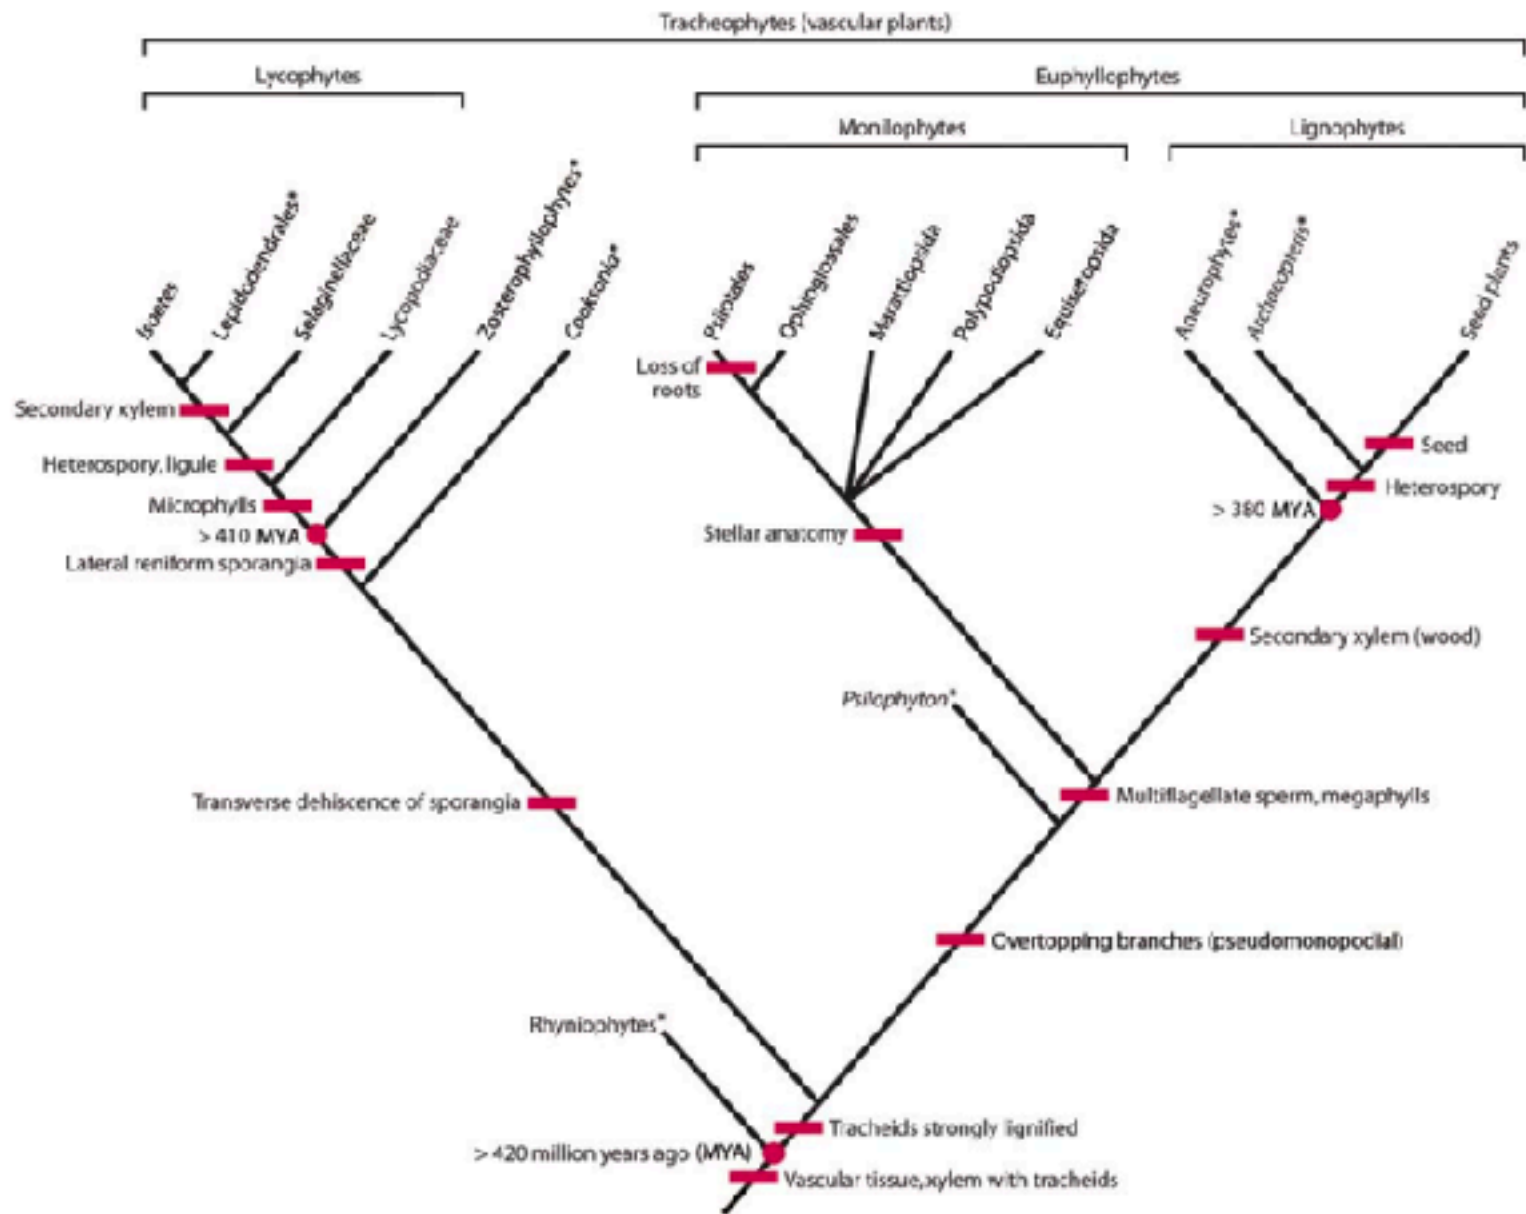 Tracheophytes (vascular plants)
Lycophytes
Euphyllophytes
Monilophytes
Lignophytes
Isoetes
Lepidodendrales*
Selaginellaceae
Lycopodiaceae
Zosterophyllophytes*
Cooksonia*
Psilotales
Ophioglossales
Marattiopsida
Polypodiopsida
Equisetopsida
Aneurophytes*
Archaeopteris*
Seed plants
Loss of
roots
Secondary xylem
Seed
Heterospory, ligule
Heterospory
Microphylls
> 380 MYA
> 410 MYA
Stellar anatomy
Lateral reniform sporangia
Secondary xylem (wood)
Psilophyton*
Transverse dehiscence of sporangia
Multiflagellate sperm, megaphylls
Overtopping branches (pseudomonopodial)
Rhyniophytes*
Tracheids strongly lignified
> 420 million years ago (MYA)
Vascular tissue, xylem with tracheids